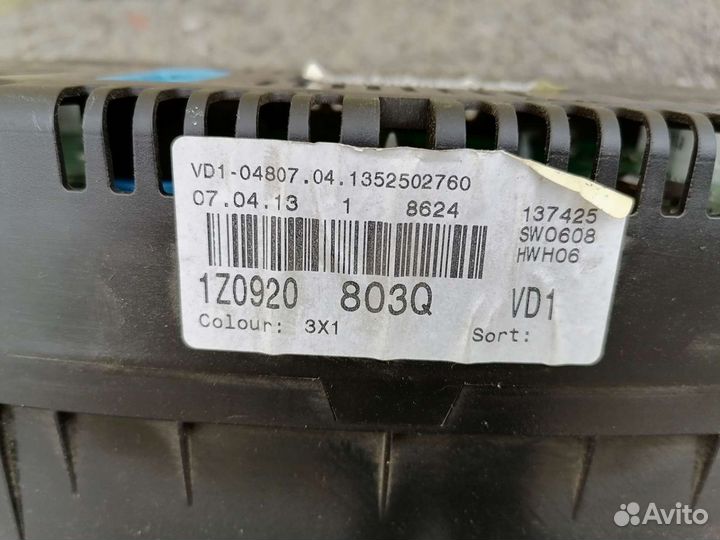 VD1-04807.04.1352502760
07.04.13 1 8624 137425
SW0608
HWH06
1Z0920 803Q VD1
Colour: 3X1 Sort:
Avito